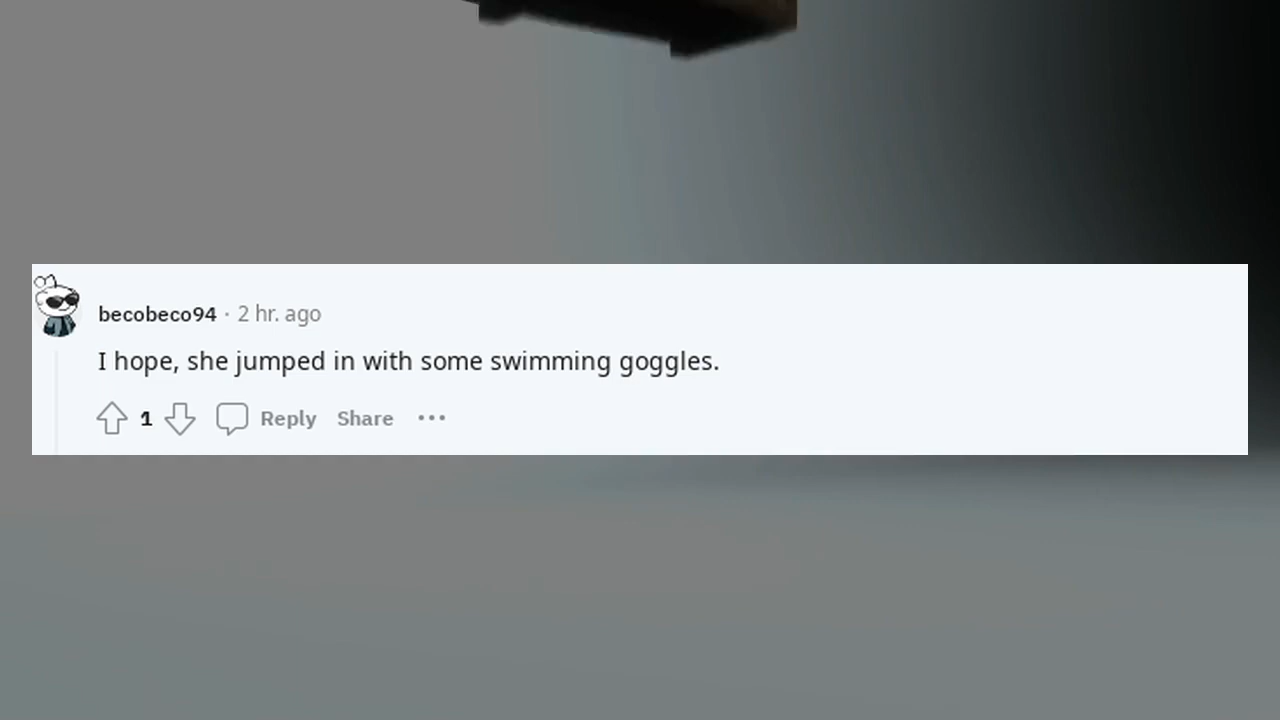 becobeco94 · 2 hr. ago
I hope, she jumped in with some swimming goggles.
1 Reply Share